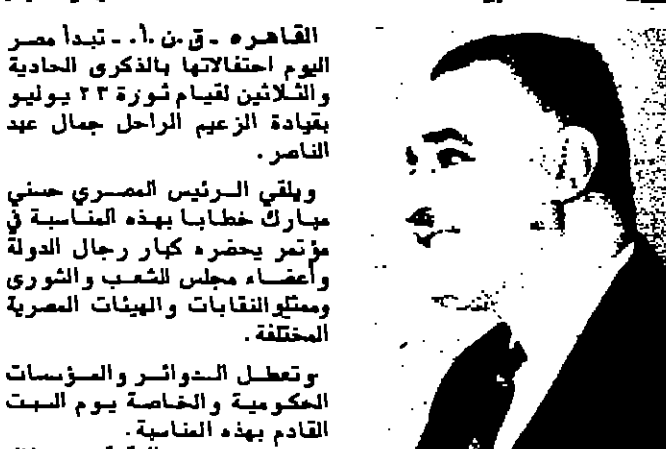 القاهره - ق.ن.أ. - تبدأ مصر
اليوم احتفالاتها بالذكرى الحادية
والثلاثين لقيام ثورة ٢٣ يوليو
بقيادة الزعيم الراحل جمال عبد
الناصر.
ويلقي الرئيس المصري حسني
مبارك خطابا بهذه المناسبة في
مؤتمر يحضره كبار رجال الدولة
وأعضاء مجلس الشعب والشورى
وممثلو النقابات والهيئات المصرية
المختلفة.
وتعطل الدوائر والمؤسسات
الحكومية والخاصة يوم السبت
القادم بهذه المناسبة.